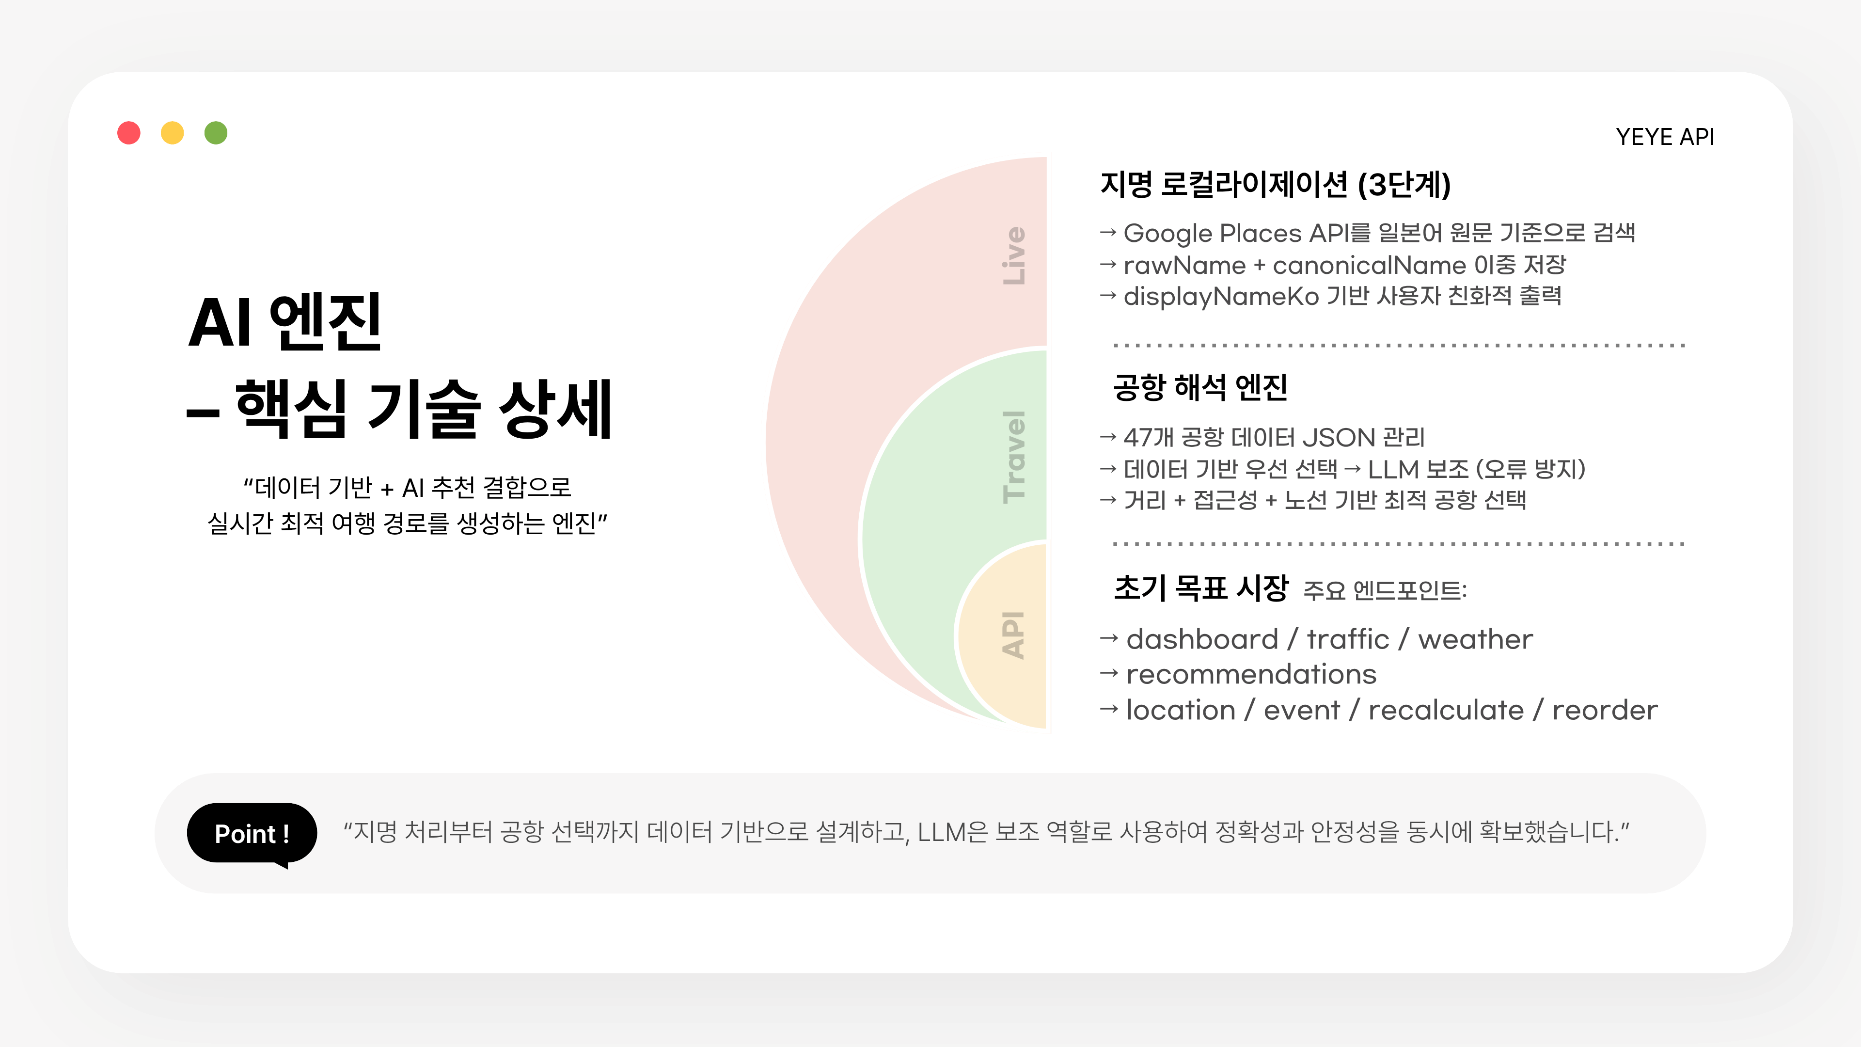 YEYE API
AI 엔진
– 핵심 기술 상세
“데이터 기반 + AI 추천 결합으로
실시간 최적 여행 경로를 생성하는 엔진”
Live
Travel
API
지명 로컬라이제이션 (3단계)
→ Google Places API를 일본어 원문 기준으로 검색
→ rawName + canonicalName 이중 저장
→ displayNameKo 기반 사용자 친화적 출력
공항 해석 엔진
→ 47개 공항 데이터 JSON 관리
→ 데이터 기반 우선 선택 → LLM 보조 (오류 방지)
→ 거리 + 접근성 + 노선 기반 최적 공항 선택
초기 목표 시장 주요 엔드포인트:
→ dashboard / traffic / weather
→ recommendations
→ location / event / recalculate / reorder
Point !
“지명 처리부터 공항 선택까지 데이터 기반으로 설계하고, LLM은 보조 역할로 사용하여 정확성과 안정성을 동시에 확보했습니다.”